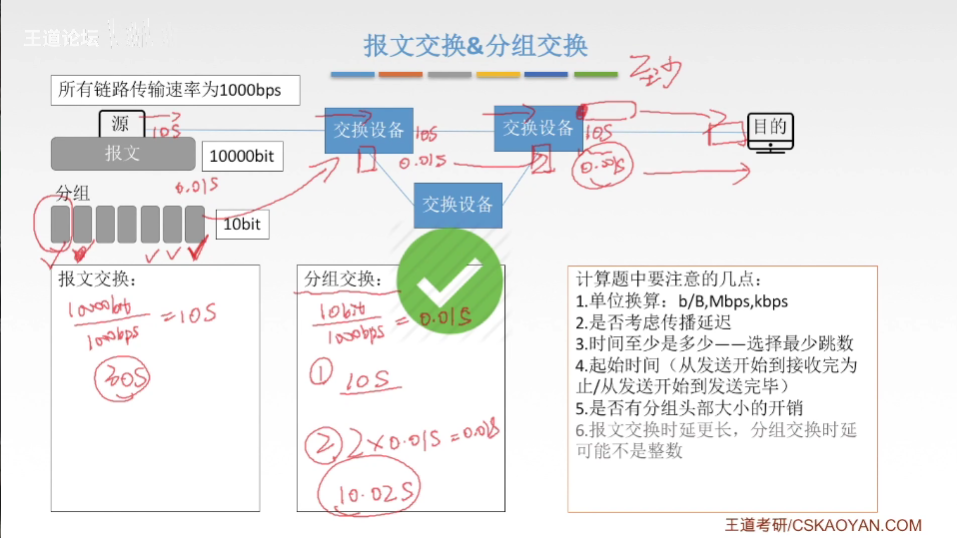 王道论坛
报文交换&分组交换
至少
所有链路传输速率为1000bps
源
10S
交换设备
10S
交换设备
10S
目的
报文
10000bit
0.01S
0.01S
0.01S
分组
10bit
交换设备
报文交换：
10000bit
1000bps
=10S
30S
分组交换：
10bit
1000bps
=0.01S
① 10S
② 2×0.01S=0.01S
10.02S
计算题中要注意的几点：
1.单位换算：b/B,Mbps,kbps
2.是否考虑传播延迟
3.时间至少是多少——选择最少跳数
4.起始时间（从发送开始到接收完为
止/从发送开始到发送完毕）
5.是否有分组头部大小的开销
6.报文交换时延更长，分组交换时延
可能不是整数
王道考研/CSKAOYAN.COM